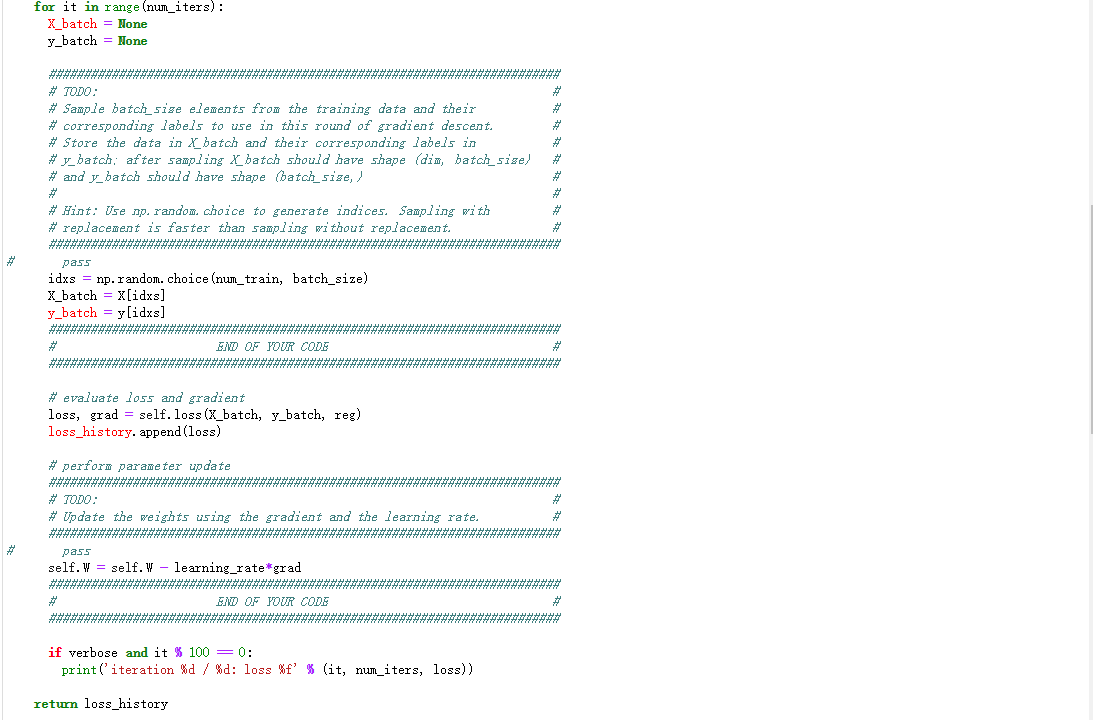 for it in range(num_iters):
X_batch = None
y_batch = None
#########################################################################
# TODO: #
# Sample batch_size elements from the training data and their #
# corresponding labels to use in this round of gradient descent. #
# Store the data in X_batch and their corresponding labels in #
# y_batch; after sampling X_batch should have shape (dim, batch_size) #
# and y_batch should have shape (batch_size,) #
# #
# Hint: Use np.random.choice to generate indices. Sampling with #
# replacement is faster than sampling without replacement. #
#########################################################################
# pass
idxs = np.random.choice(num_train, batch_size)
X_batch = X[idxs]
y_batch = y[idxs]
#########################################################################
# END OF YOUR CODE #
#########################################################################
# evaluate loss and gradient
loss, grad = self.loss(X_batch, y_batch, reg)
loss_history.append(loss)
# perform parameter update
#########################################################################
# TODO: #
# Update the weights using the gradient and the learning rate. #
#########################################################################
# pass
self.W = self.W - learning_rate*grad
#########################################################################
# END OF YOUR CODE #
#########################################################################
if verbose and it % 100 == 0:
print('iteration %d / %d: loss %f' % (it, num_iters, loss))
return loss_history